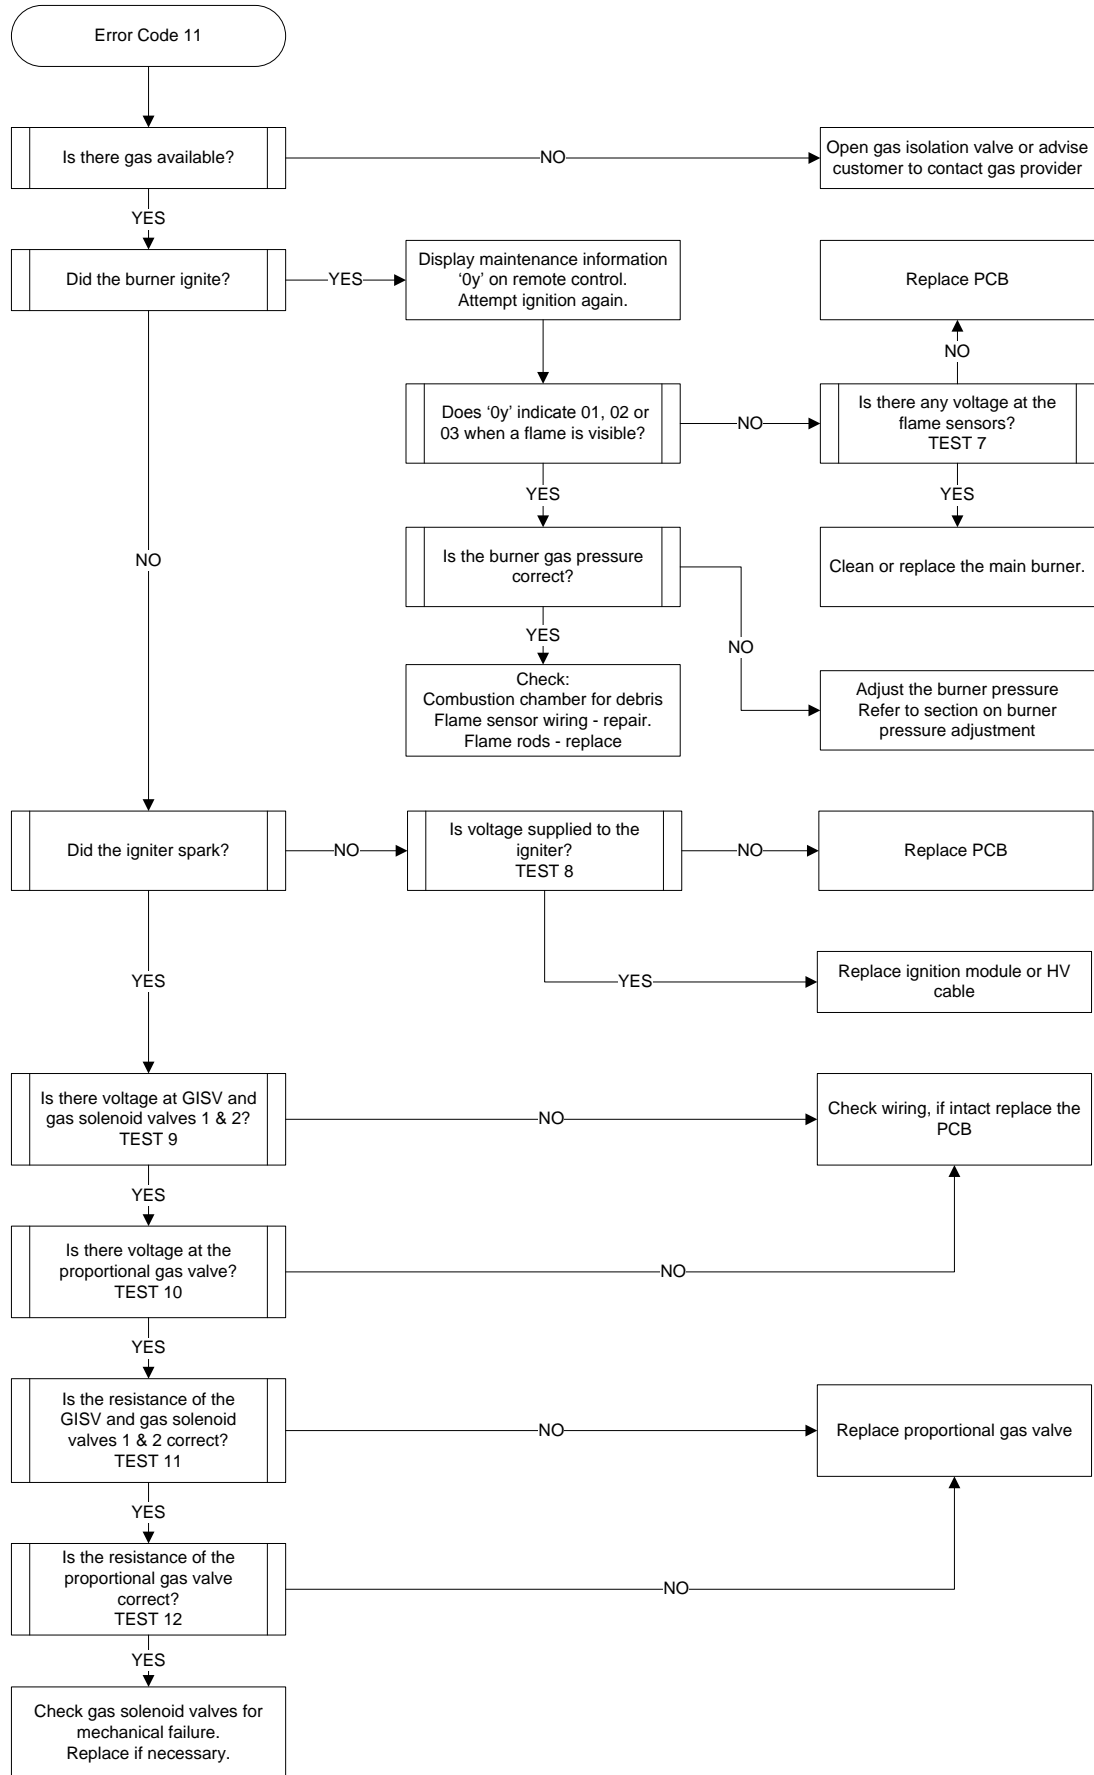 Error Code 11
Is there gas available?
NO
Open gas isolation valve or advise
customer to contact gas provider
YES
Did the burner ignite?
YES
Display maintenance information
‘0y’ on remote control.
Attempt ignition again.
Replace PCB
NO
Does ‘0y’ indicate 01, 02 or
03 when a flame is visible?
NO
Is there any voltage at the
flame sensors?
TEST 7
YES
YES
NO
Is the burner gas pressure
correct?
Clean or replace the main burner.
YES
NO
Check:
Combustion chamber for debris
Flame sensor wiring - repair.
Flame rods - replace
Adjust the burner pressure
Refer to section on burner
pressure adjustment
Did the igniter spark?
NO
Is voltage supplied to the
igniter?
TEST 8
NO
Replace PCB
YES
YES
Replace ignition module or HV
cable
Is there voltage at GISV and
gas solenoid valves 1 & 2?
TEST 9
NO
Check wiring, if intact replace the
PCB
YES
Is there voltage at the
proportional gas valve?
TEST 10
NO
YES
Is the resistance of the
GISV and gas solenoid
valves 1 & 2 correct?
TEST 11
NO
Replace proportional gas valve
YES
Is the resistance of the
proportional gas valve
correct?
TEST 12
NO
YES
Check gas solenoid valves for
mechanical failure.
Replace if necessary.